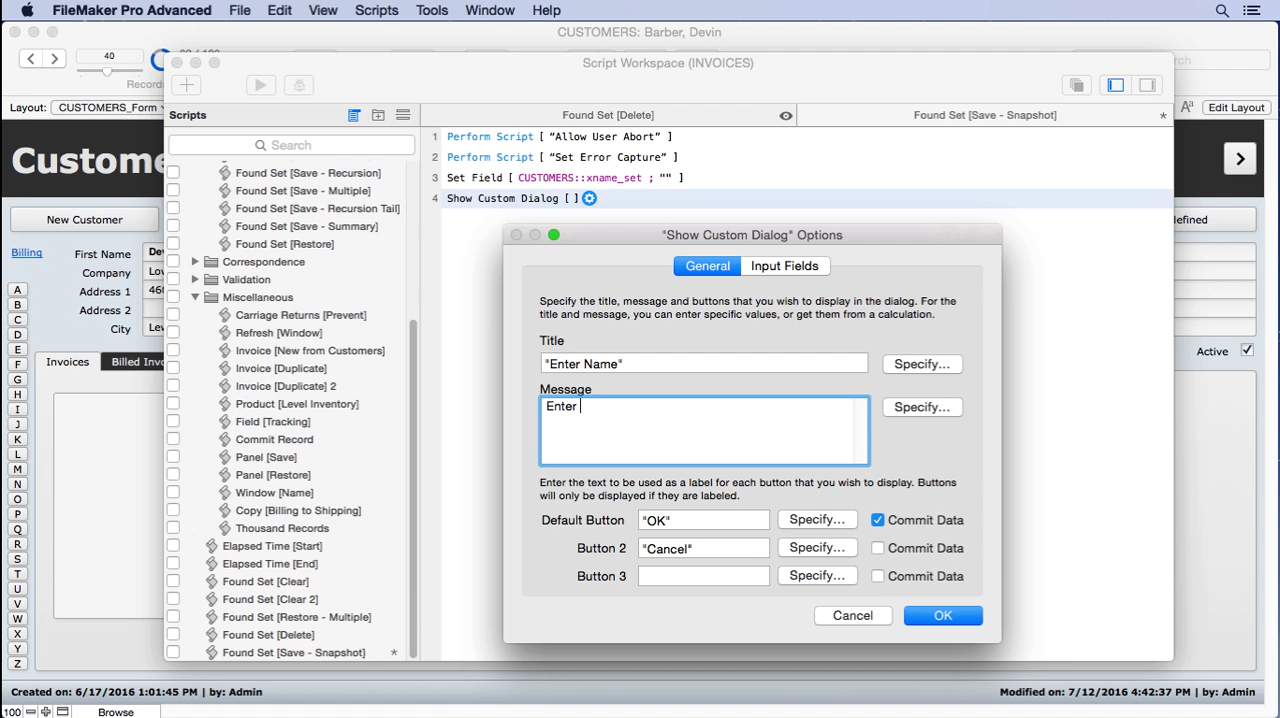 FileMaker Pro Advanced File Edit View Scripts Tools Window Help
CUSTOMERS: Barber, Devin
40
Script Workspace (INVOICES)
Layout: CUSTOMERS_Form
Edit Layout
Scripts
Found Set [Delete]
Found Set [Save - Snapshot] *
Search
1 Perform Script [ “Allow User Abort” ]
2 Perform Script [ “Set Error Capture” ]
3 Set Field [ CUSTOMERS::xname_set ; "" ]
4 Show Custom Dialog [ ]
Custome
New Customer
Billing
First Name
Company
Address 1
Address 2
City
Invoices
Active
A
B
C
D
E
F
G
H
I
J
K
L
M
N
O
P
Q
R
S
T
U
V
W
X
Y
Z
Found Set [Save - Recursion]
Found Set [Save - Multiple]
Found Set [Save - Recursion Tail]
Found Set [Save - Summary]
Found Set [Restore]
Correspondence
Validation
Miscellaneous
Carriage Returns [Prevent]
Refresh [Window]
Invoice [New from Customers]
Invoice [Duplicate]
Invoice [Duplicate] 2
Product [Level Inventory]
Field [Tracking]
Commit Record
Panel [Save]
Panel [Restore]
Window [Name]
Copy [Billing to Shipping]
Thousand Records
Elapsed Time [Start]
Elapsed Time [End]
Found Set [Clear]
Found Set [Clear 2]
Found Set [Restore - Multiple]
Found Set [Delete]
Found Set [Save - Snapshot] *
"Show Custom Dialog" Options
General Input Fields
Specify the title, message and buttons that you wish to display in the dialog. For the
title and message, you can enter specific values, or get them from a calculation.
Title
"Enter Name" Specify...
Message
Enter Specify...
Enter the text to be used as a label for each button that you wish to display. Buttons
will only be displayed if they are labeled.
Default Button "OK" Specify... Commit Data
Button 2 "Cancel" Specify... Commit Data
Button 3 Specify... Commit Data
Cancel OK
Created on: 6/17/2016 1:01:45 PM | by: Admin
Modified on: 7/12/2016 4:42:37 PM | by: Admin
100 Browse